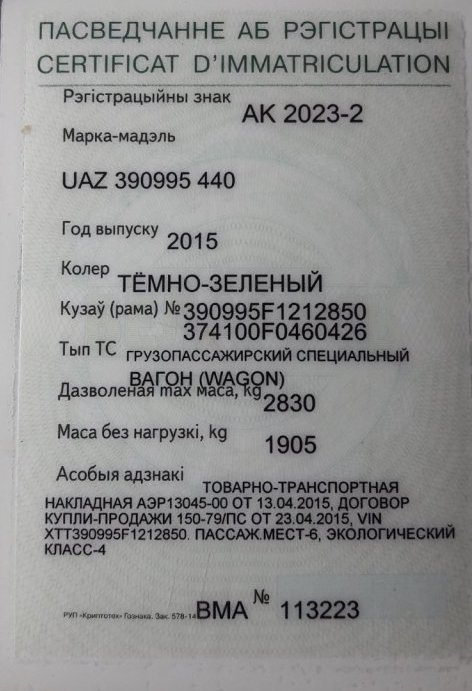 ПАСВЕДЧАННЕ АБ РЭГІСТРАЦЫІ
CERTIFICAT D’IMMATRICULATION
Рэгістрацыйны знак AK 2023-2
Марка-мадэль
UAZ 390995 440
Год выпуску 2015
Колер ТЁМНО-ЗЕЛЕНЫЙ
Кузаў (рама) № 390995F1212850
374100F0460426
Тып ТС ГРУЗОПАССАЖИРСКИЙ СПЕЦИАЛЬНЫЙ
ВАГОН (WAGON)
Дазволеная max маса, kg 2830
Маса без нагрузкі, kg 1905
Асобыя адзнакі ТОВАРНО-ТРАНСПОРТНАЯ
НАКЛАДНАЯ АЭР13045-00 ОТ 13.04.2015, ДОГОВОР
КУПЛИ-ПРОДАЖИ 150-79/ПС ОТ 23.04.2015, VIN
XTT390995F1212850. ПАССАЖ.МЕСТ-6, ЭКОЛОГИЧЕСКИЙ
КЛАСС-4
РУП «Криптотех» Гознака. Зак. 578-14 ВМА № 113223